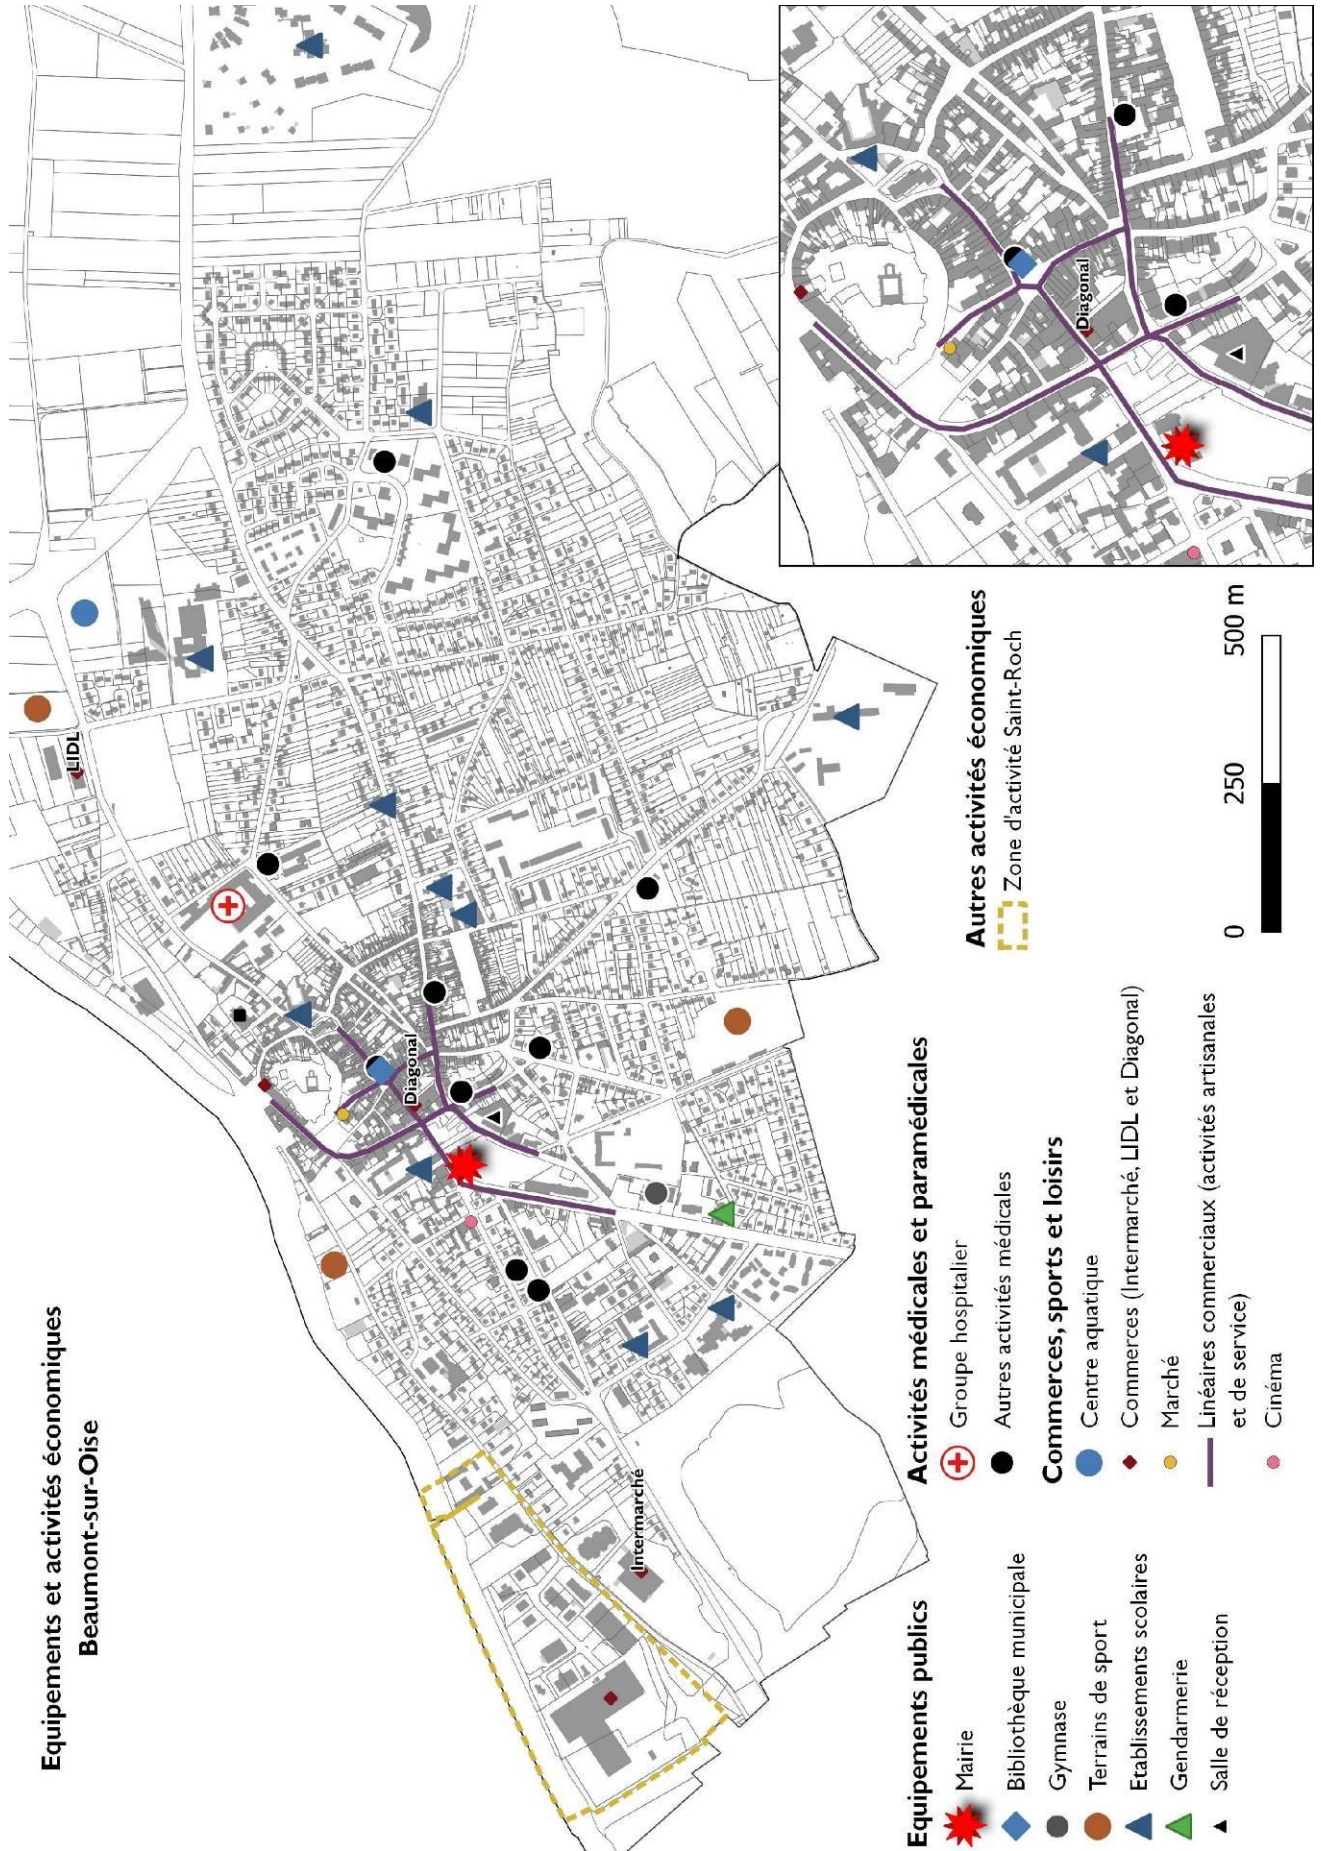 Equipements et activités économiques
Beaumont-sur-Oise
LIDL
Diagonal
Intermarché
Diagonal
Equipements publics
Mairie
Bibliothèque municipale
Gymnase
Terrains de sport
Etablissements scolaires
Gendarmerie
Salle de réception
Activités médicales et paramédicales
Groupe hospitalier
Autres activités médicales
Commerces, sports et loisirs
Centre aquatique
Commerces (Intermarché, LIDL et Diagonal)
Marché
Linéaires commerciaux (activités artisanales
et de service)
Cinéma
Autres activités économiques
Zone d'activité Saint-Roch
0 250 500 m